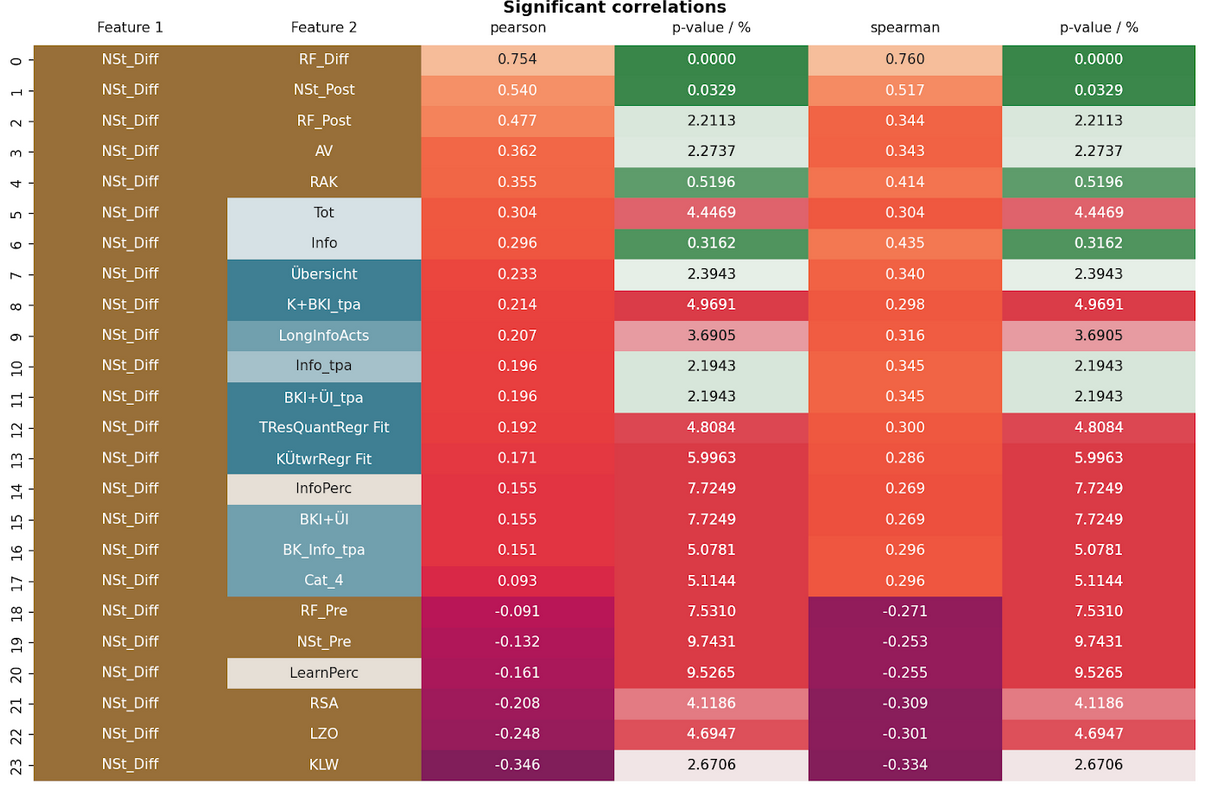 Significant correlations
Feature 1 Feature 2 pearson p-value / % spearman p-value / %
0 NSt_Diff RF_Diff 0.754 0.0000 0.760 0.0000
1 NSt_Diff NSt_Post 0.540 0.0329 0.517 0.0329
2 NSt_Diff RF_Post 0.477 2.2113 0.344 2.2113
3 NSt_Diff AV 0.362 2.2737 0.343 2.2737
4 NSt_Diff RAK 0.355 0.5196 0.414 0.5196
5 NSt_Diff Tot 0.304 4.4469 0.304 4.4469
6 NSt_Diff Info 0.296 0.3162 0.435 0.3162
7 NSt_Diff Übersicht 0.233 2.3943 0.340 2.3943
8 NSt_Diff K+BKI_tpa 0.214 4.9691 0.298 4.9691
9 NSt_Diff LongInfoActs 0.207 3.6905 0.316 3.6905
10 NSt_Diff Info_tpa 0.196 2.1943 0.345 2.1943
11 NSt_Diff BKI+ÜI_tpa 0.196 2.1943 0.345 2.1943
12 NSt_Diff TResQuantRegr Fit 0.192 4.8084 0.300 4.8084
13 NSt_Diff KÜtwrRegr Fit 0.171 5.9963 0.286 5.9963
14 NSt_Diff InfoPerc 0.155 7.7249 0.269 7.7249
15 NSt_Diff BKI+ÜI 0.155 7.7249 0.269 7.7249
16 NSt_Diff BK_Info_tpa 0.151 5.0781 0.296 5.0781
17 NSt_Diff Cat_4 0.093 5.1144 0.296 5.1144
18 NSt_Diff RF_Pre -0.091 7.5310 -0.271 7.5310
19 NSt_Diff NSt_Pre -0.132 9.7431 -0.253 9.7431
20 NSt_Diff LearnPerc -0.161 9.5265 -0.255 9.5265
21 NSt_Diff RSA -0.208 4.1186 -0.309 4.1186
22 NSt_Diff LZO -0.248 4.6947 -0.301 4.6947
23 NSt_Diff KLW -0.346 2.6706 -0.334 2.6706